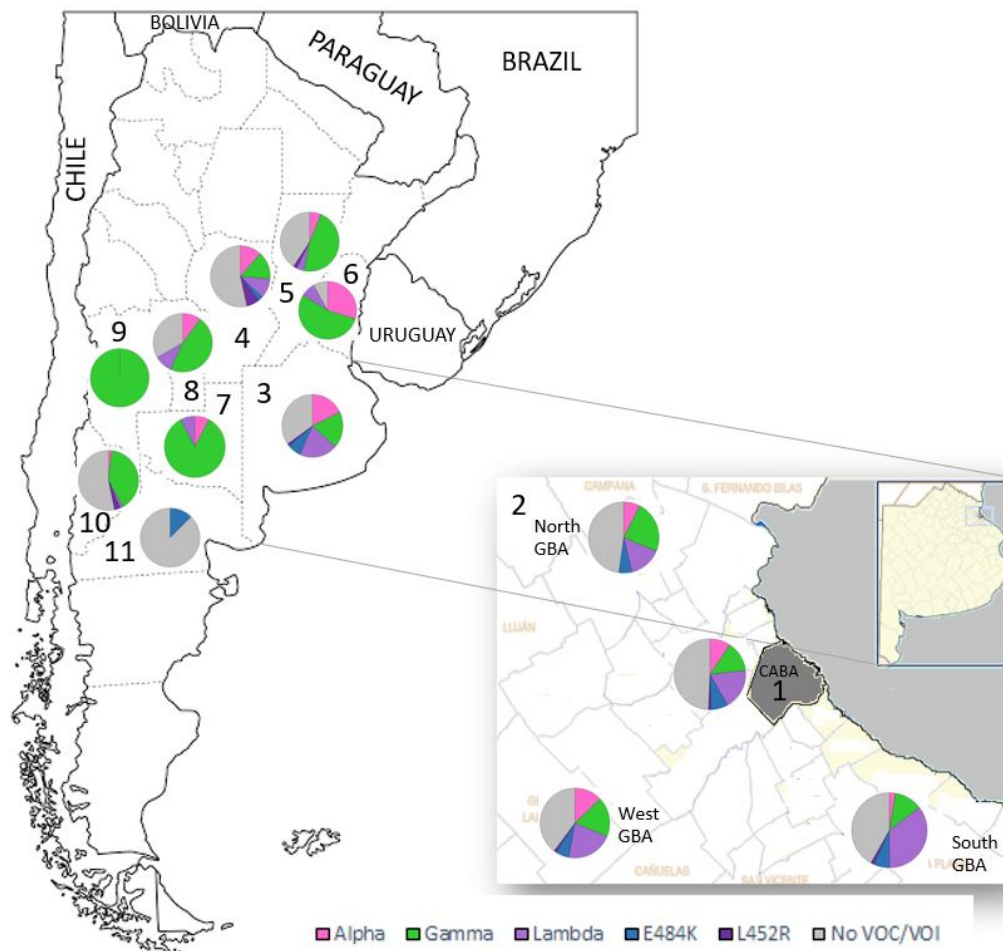 BOLIVIA
PARAGUAY
BRAZIL
CHILE
URUGUAY
6
5
4
9
8
7
3
10
11
2
CAMPANA
S. FERNANDO ISLAS
North
GBA
LUJÁN
CABA
1
West
GBA
South
GBA
CAÑUELAS
SAN VICENTE
Alpha Gamma Lambda E484K L452R No VOC/VOI